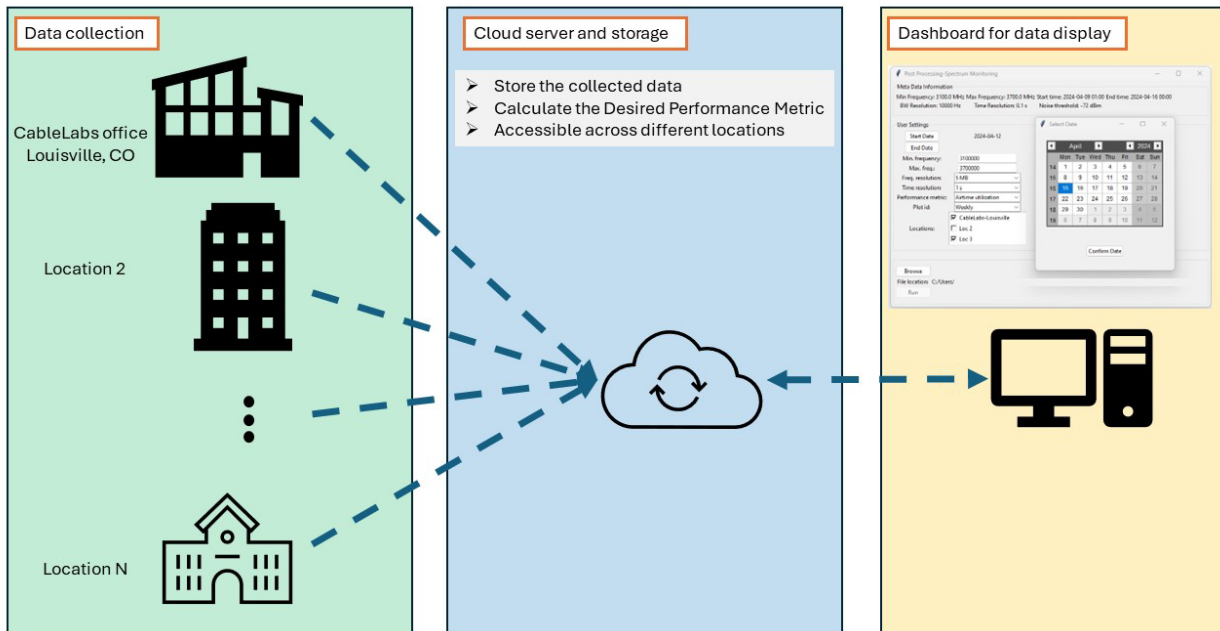 Data collection
CableLabs office
Louisville, CO
Location 2
Location N
Cloud server and storage
➢ Store the collected data
➢ Calculate the Desired Performance Metric
➢ Accessible across different locations
Dashboard for data display
Post Processing-Spectrum Monitoring
Meta Data Information
Min Frequency: 3100.0 MHz Max Frequency: 3700.0 MHz Start time: 2024-04-09 01:00 End time: 2024-04-16 00:00
BW Resolution: 10000 Hz Time Resolution: 0.1 s Noise threshold: -72 dBm
User Settings
Start Date 2024-04-12
End Date
Min. frequency: 3100000
Max. freq.: 3700000
Freq. resolution: 5 MB
Time resolution: 1 s
Performance metric: Airtime utilization
Plot id: Weekly
Locations:
CableLabs-Louisville
Loc 2
Loc 3
Browse
File location: C:/Users/
Run
Select Date
April 2024
Mon Tue Wed Thu Fri Sat Sun
14 1 2 3 4 5 6 7
15 8 9 10 11 12 13 14
16 15 16 17 18 19 20 21
17 22 23 24 25 26 27 28
18 29 30 1 2 3 4 5
19 6 7 8 9 10 11 12
Confirm Date